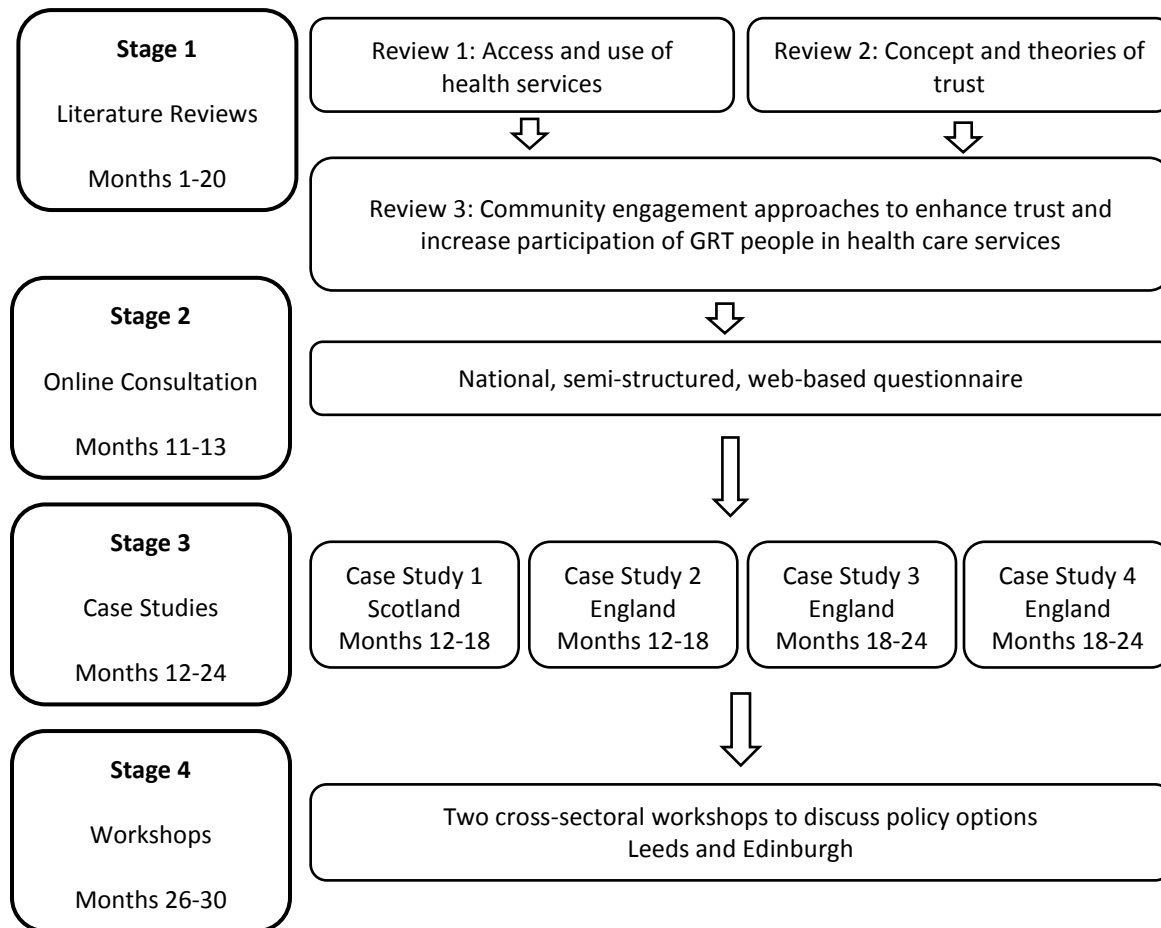 Stage 1
Literature Reviews
Months 1-20
Review 1: Access and use of
health services
Review 2: Concept and theories of
trust
Review 3: Community engagement approaches to enhance trust and
increase participation of GRT people in health care services
Stage 2
Online Consultation
Months 11-13
National, semi-structured, web-based questionnaire
Stage 3
Case Studies
Months 12-24
Case Study 1
Scotland
Months 12-18
Case Study 2
England
Months 12-18
Case Study 3
England
Months 18-24
Case Study 4
England
Months 18-24
Stage 4
Workshops
Months 26-30
Two cross-sectoral workshops to discuss policy options
Leeds and Edinburgh